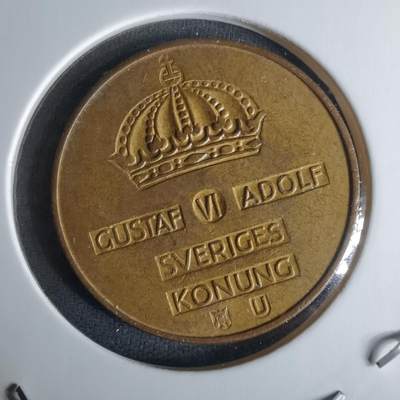 GUSTAF VI ADOLF
SVERIGES
KONUNG
U